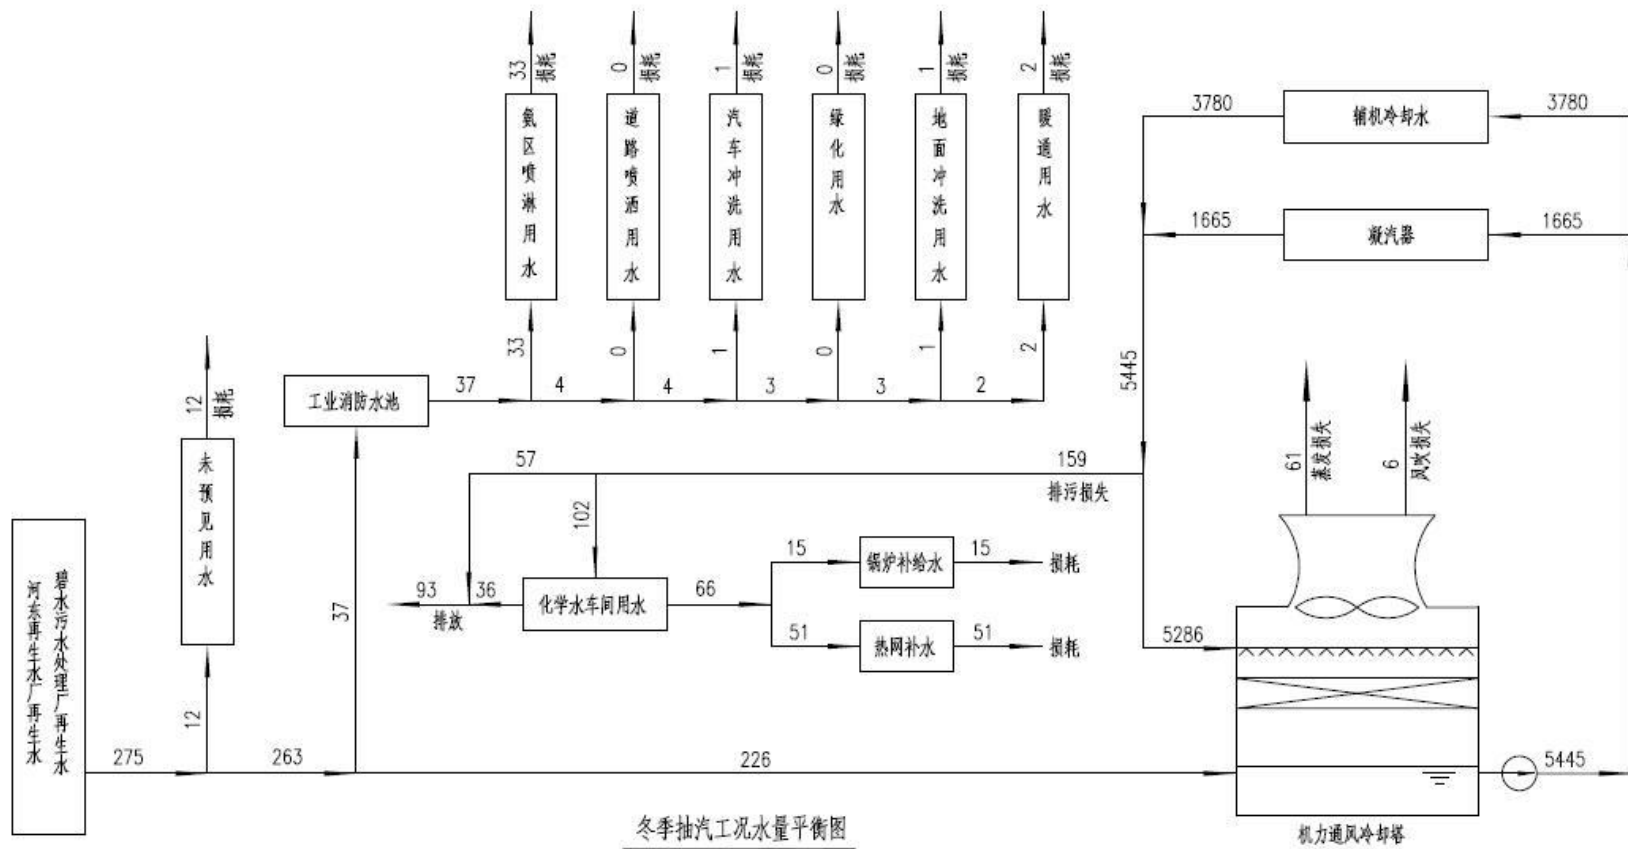 33
损耗
0
损耗
1
损耗
0
损耗
1
损耗
2
损耗
氨区喷淋用水
道路喷洒用水
汽车冲洗用水
绿化用水
地面冲洗用水
暖通用水
33
0
1
0
1
2
3780
辅机冷却水
3780
1665
凝汽器
1665
5445
工业消防水池
37
4
4
3
3
2
12
损耗
未预见用水
12
37
57
159
排污损失
102
93
排放
36
化学水车间用水
66
15
锅炉补给水
15
损耗
51
热网补水
51
损耗
61
蒸发损失
6
风吹损失
5286
碧水污水处理厂再生水
河东再生水厂再生水
275
263
226
5445
机力通风冷却塔
冬季抽汽工况水量平衡图